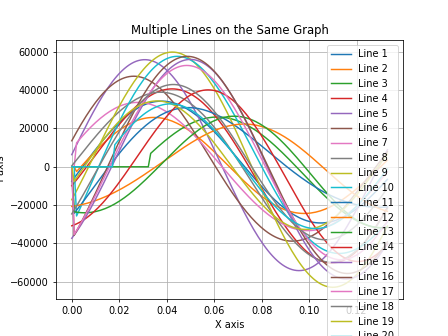 Multiple Lines on the Same Graph
60000
40000
20000
0
−20000
−40000
−60000
0.00 0.02 0.04 0.06 0.08 0.10
X axis
axis
Line 1
Line 2
Line 3
Line 4
Line 5
Line 6
Line 7
Line 8
Line 9
Line 10
Line 11
Line 12
Line 13
Line 14
Line 15
Line 16
Line 17
Line 18
Line 19
Line 20